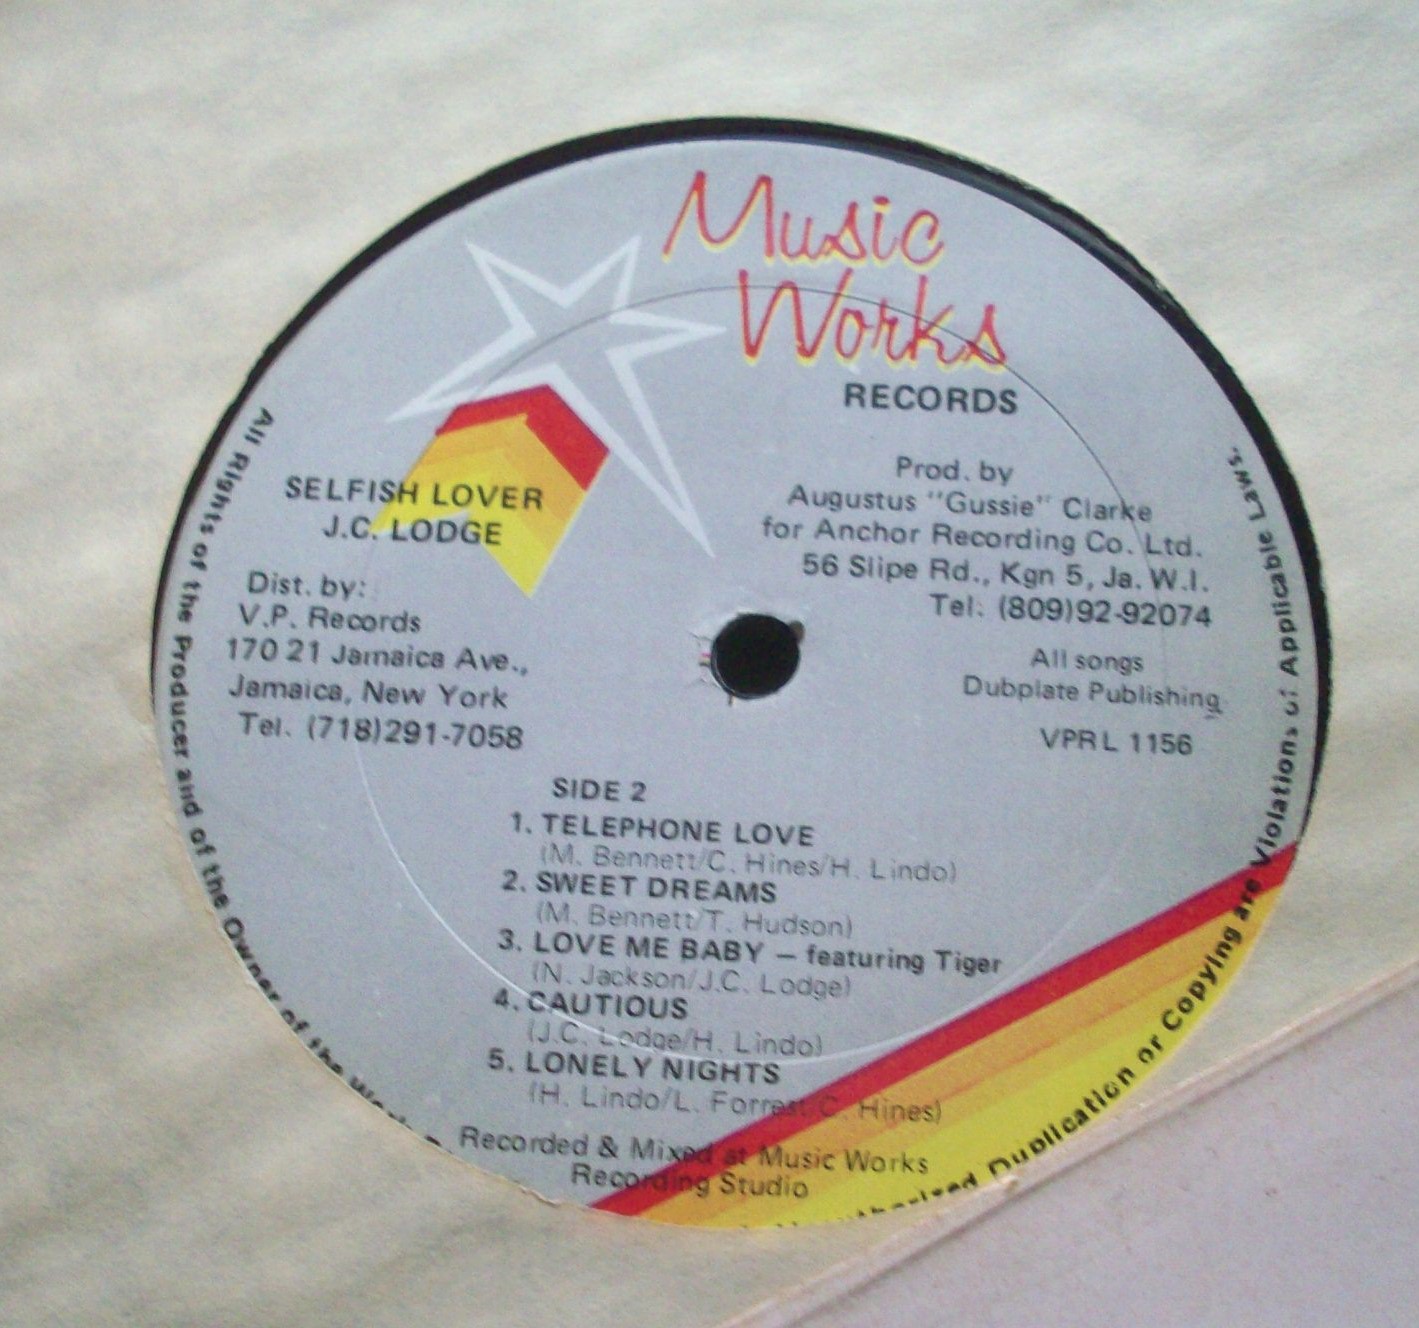 Music
Works
RECORDS
Prod. by
Augustus "Gussie" Clarke
for Anchor Recording Co. Ltd.
56 Slipe Rd., Kgn 5, Ja. W.I.
Tel: (809)92-92074
All songs
Dubplate Publishing
VPRL 1156
SELFISH LOVER
J.C. LODGE
Dist. by:
V.P. Records
170 21 Jamaica Ave.,
Jamaica, New York
Tel. (718)291-7058
SIDE 2
1. TELEPHONE LOVE
(M. Bennett/C. Hines/H. Lindo)
2. SWEET DREAMS
(M. Bennett/T. Hudson)
3. LOVE ME BABY — featuring Tiger
(N. Jackson/J.C. Lodge)
4. CAUTIOUS
(J.C. Lodge/H. Lindo)
5. LONELY NIGHTS
(H. Lindo/L. Forrest/C. Hines)
Recorded & Mixed at Music Works
Recording Studio
All Rights of the Producer and of the Owner of the Work
Duplication or Copying are Violations of Applicable Laws.